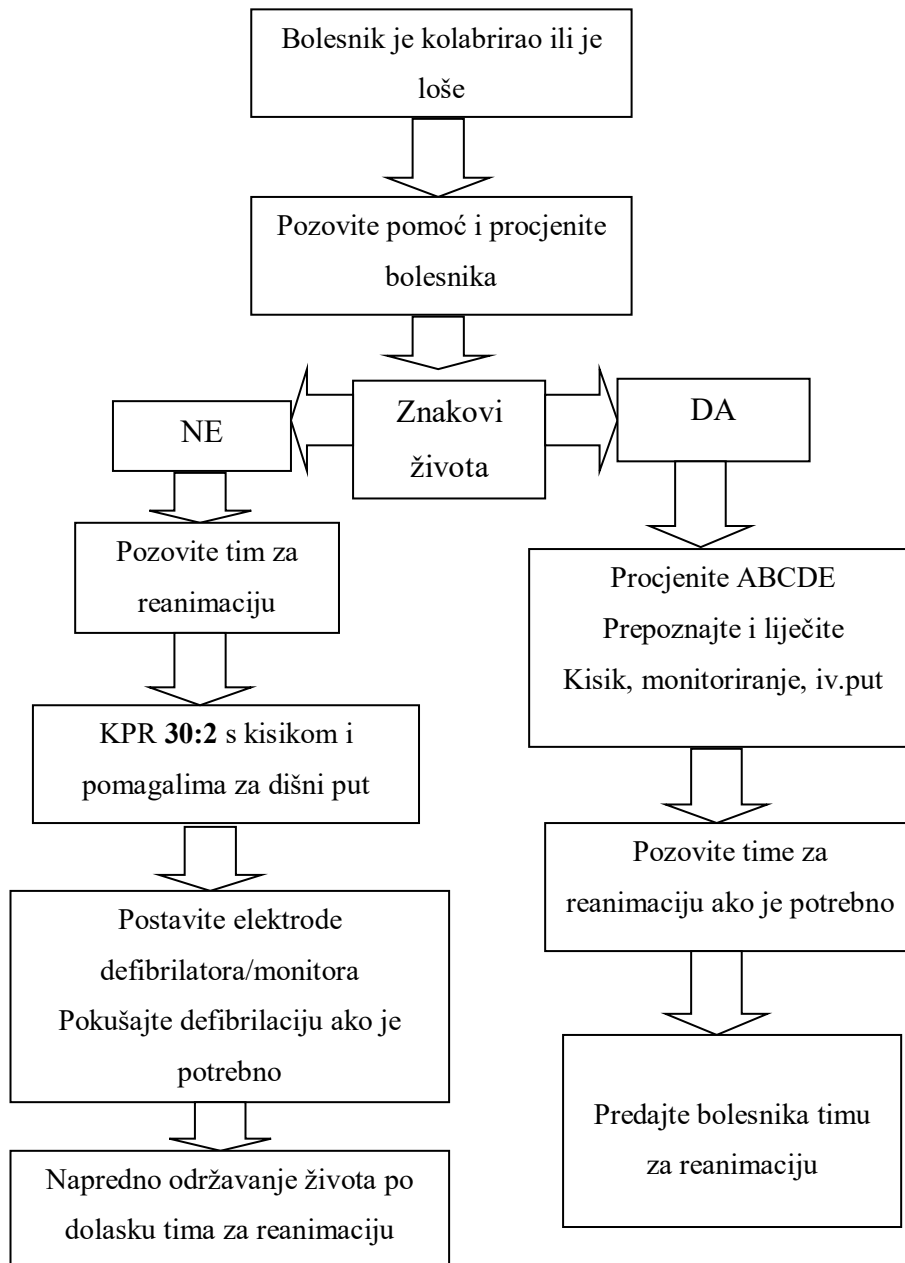 Bolesnik je kolabrirao ili je
loše
Pozovite pomoć i procjenite
bolesnika
Znakovi
života
NE
DA
Pozovite tim za
reanimaciju
KPR 30:2 s kisikom i
pomagalima za dišni put
Postavite elektrode
defibrilatora/monitora
Pokušajte defibrilaciju ako je
potrebno
Napredno održavanje života po
dolasku tima za reanimaciju
Procjenite ABCDE
Prepoznajte i liječite
Kisik, monitoriranje, iv.put
Pozovite time za
reanimaciju ako je potrebno
Predajte bolesnika timu
za reanimaciju